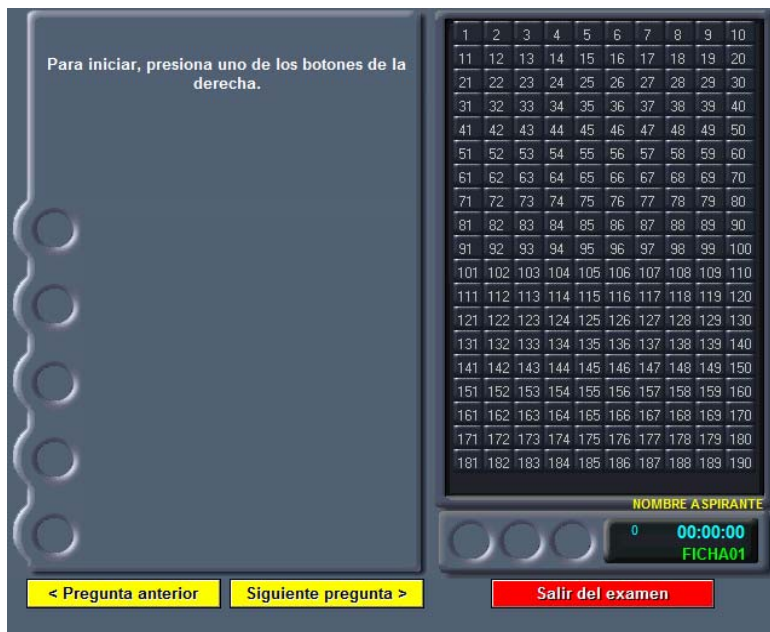 Para iniciar, presiona uno de los botones de la
derecha.
1 2 3 4 5 6 7 8 9 10
11 12 13 14 15 16 17 18 19 20
21 22 23 24 25 26 27 28 29 30
31 32 33 34 35 36 37 38 39 40
41 42 43 44 45 46 47 48 49 50
51 52 53 54 55 56 57 58 59 60
61 62 63 64 65 66 67 68 69 70
71 72 73 74 75 76 77 78 79 80
81 82 83 84 85 86 87 88 89 90
91 92 93 94 95 96 97 98 99 100
101 102 103 104 105 106 107 108 109 110
111 112 113 114 115 116 117 118 119 120
121 122 123 124 125 126 127 128 129 130
131 132 133 134 135 136 137 138 139 140
141 142 143 144 145 146 147 148 149 150
151 152 153 154 155 156 157 158 159 160
161 162 163 164 165 166 167 168 169 170
171 172 173 174 175 176 177 178 179 180
181 182 183 184 185 186 187 188 189 190
NOMBRE ASPIRANTE
0 00:00:00
FICHA01
< Pregunta anterior Siguiente pregunta > Salir del examen